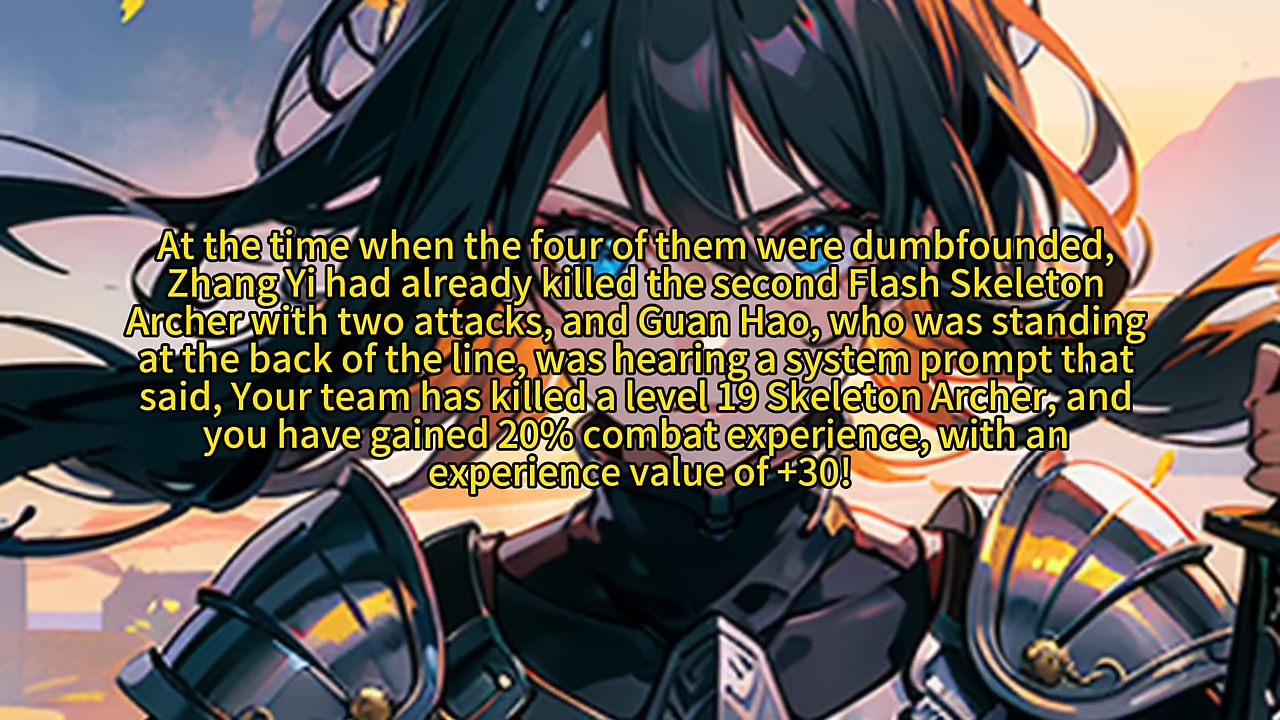 At the time when the four of them were dumbfounded,
Zhang Yi had already killed the second Flash Skeleton
Archer with two attacks, and Guan Hao, who was standing
at the back of the line, was hearing a system prompt that
said, Your team has killed a level 19 Skeleton Archer, and
you have gained 20% combat experience, with an
experience value of +30!